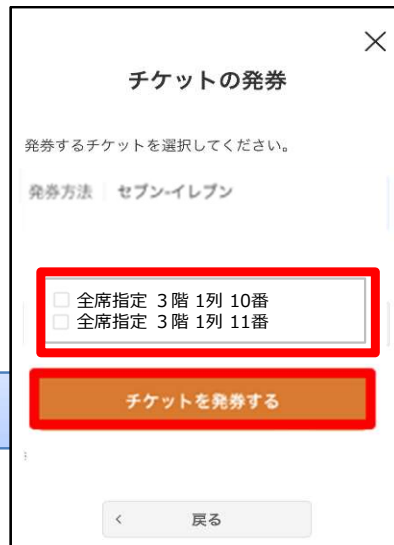 チケットの発券
発券するチケットを選択してください。
発券方法 セブン-イレブン
全席指定 3階 1列 10番
全席指定 3階 1列 11番
チケットを発券する
戻る